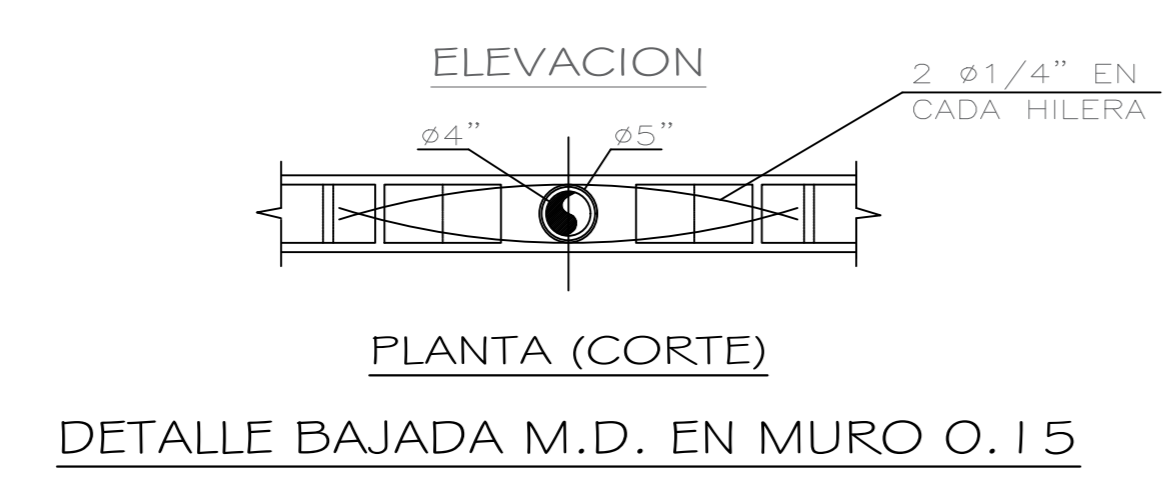 ELEVACION
2 ø1/4” EN
CADA HILERA
ø4”
ø5”
PLANTA (CORTE)
DETALLE BAJADA M.D. EN MURO 0.15